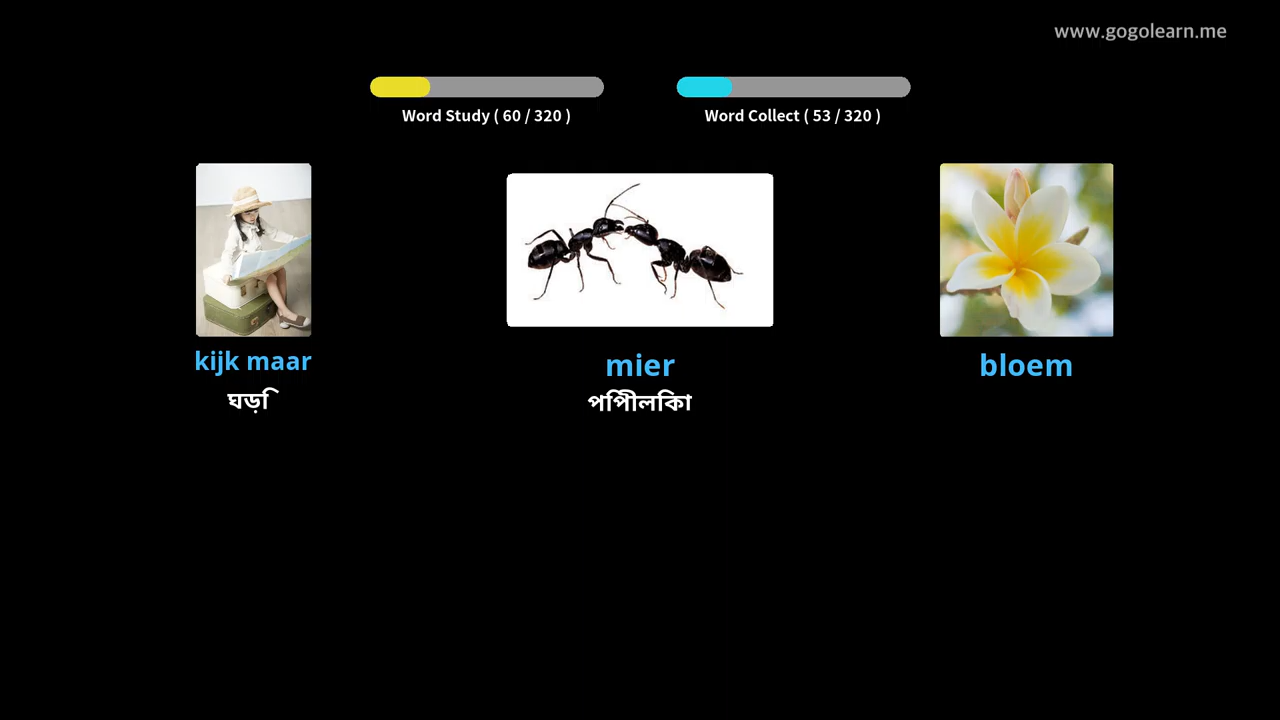 www.gogolearn.me
Word Study ( 60 / 320 )
Word Collect ( 53 / 320 )
kijk maar
mier
bloem
ঘড়ি
পিপীলিকা